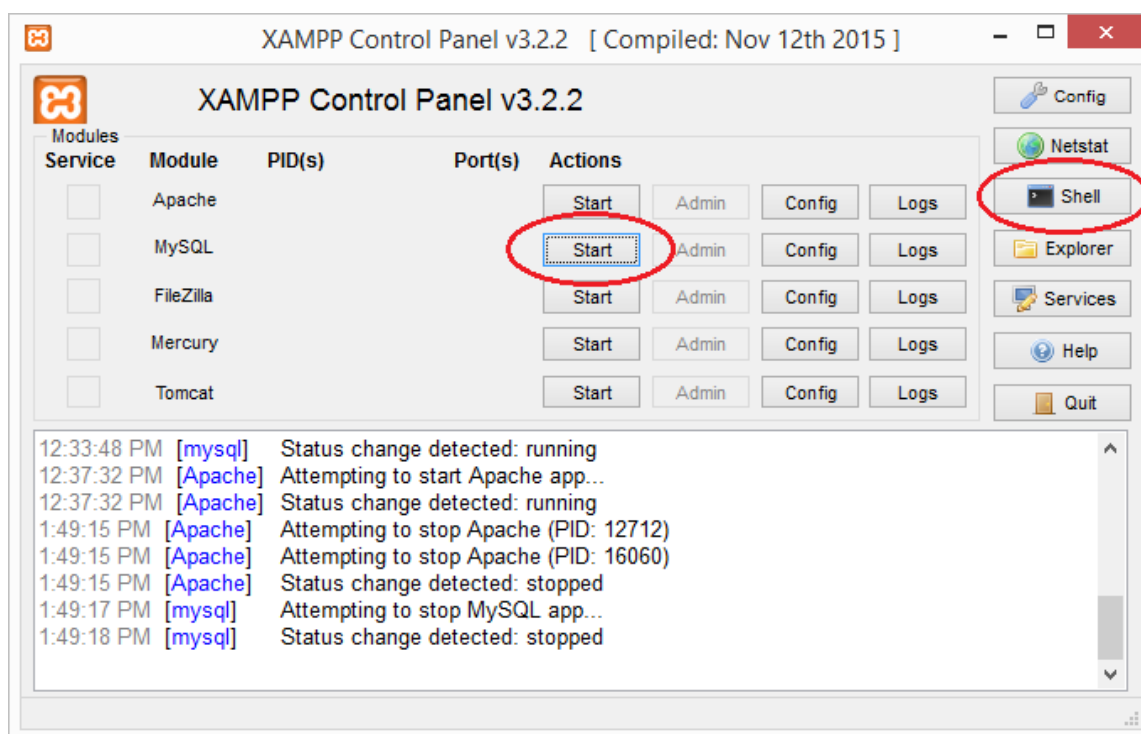 XAMPP Control Panel v3.2.2 [ Compiled: Nov 12th 2015 ]
XAMPP Control Panel v3.2.2
Config
Modules
Netstat
Service Module PID(s) Port(s) Actions
Apache Start Admin Config Logs
Shell
MySQL Start Admin Config Logs
Explorer
FileZilla Start Admin Config Logs
Services
Mercury Start Admin Config Logs
Help
Tomcat Start Admin Config Logs
Quit
12:33:48 PM [mysql] Status change detected: running
12:37:32 PM [Apache] Attempting to start Apache app...
12:37:32 PM [Apache] Status change detected: running
1:49:15 PM [Apache] Attempting to stop Apache (PID: 12712)
1:49:15 PM [Apache] Attempting to stop Apache (PID: 16060)
1:49:15 PM [Apache] Status change detected: stopped
1:49:17 PM [mysql] Attempting to stop MySQL app...
1:49:18 PM [mysql] Status change detected: stopped